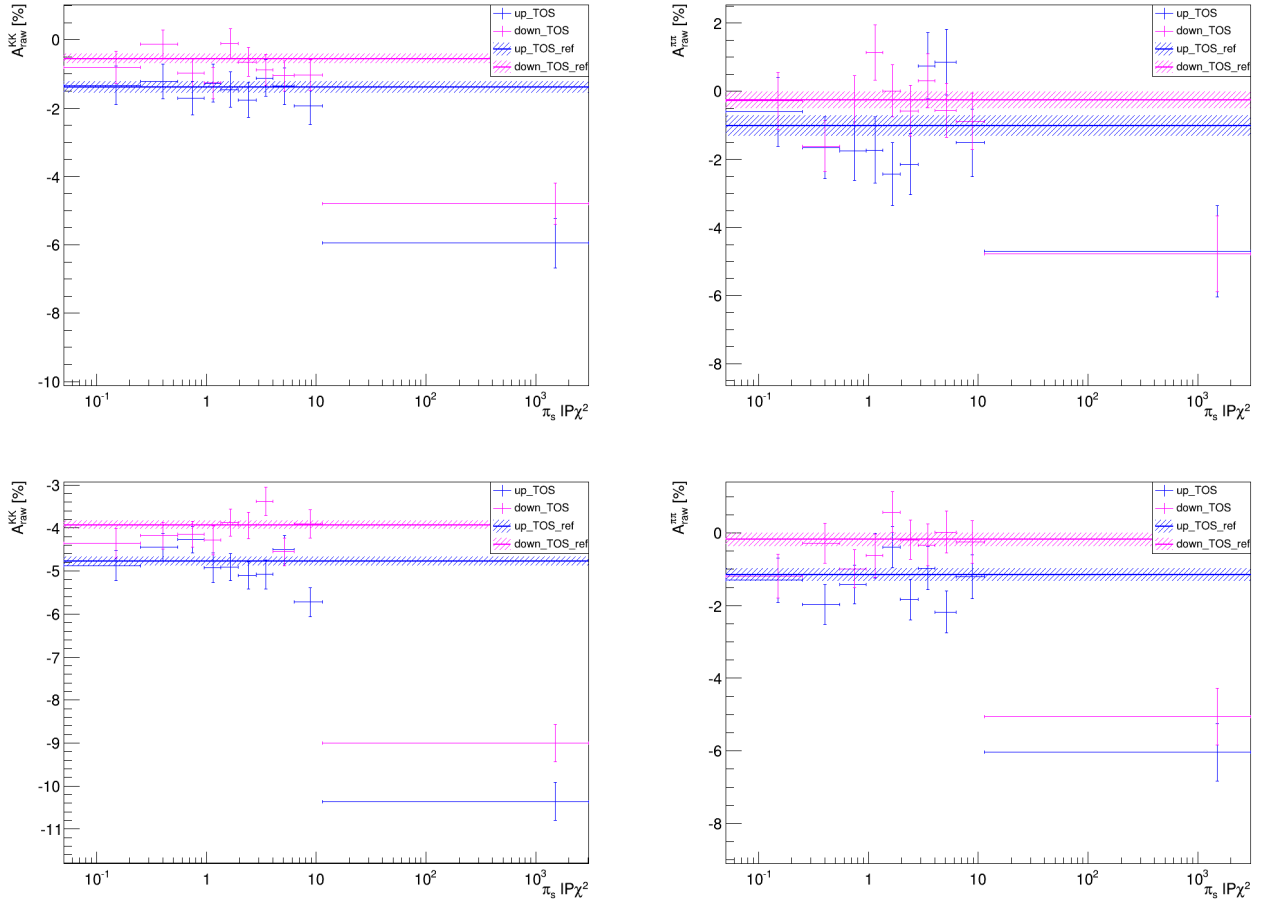 A_raw^KK [%]
0
-2
-4
-6
-8
-10
10^-1 1 10 10^2 10^3
π_s IPχ^2
up_TOS
down_TOS
up_TOS_ref
down_TOS_ref
A_raw^ππ [%]
2
0
-2
-4
-6
-8
10^-1 1 10 10^2 10^3
π_s IPχ^2
up_TOS
down_TOS
up_TOS_ref
down_TOS_ref
A_raw^KK [%]
-3
-4
-5
-6
-7
-8
-9
-10
-11
10^-1 1 10 10^2 10^3
π_s IPχ^2
up_TOS
down_TOS
up_TOS_ref
down_TOS_ref
A_raw^ππ [%]
0
-2
-4
-6
-8
10^-1 1 10 10^2 10^3
π_s IPχ^2
up_TOS
down_TOS
up_TOS_ref
down_TOS_ref